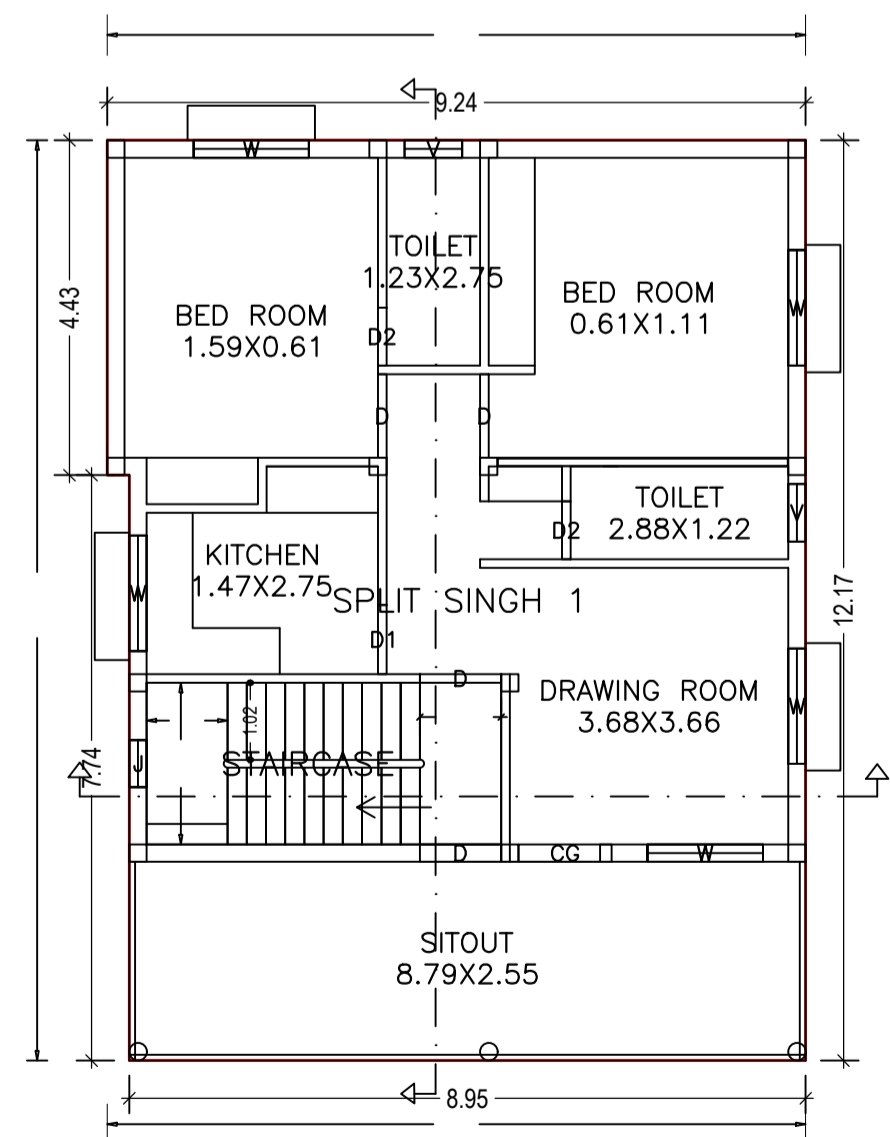 9.24
W
V
TOILET
1.23X2.75
BED ROOM
0.61X1.11
BED ROOM
1.59X0.61
W
4.43
D2
D
D
TOILET
2.88X1.22
V
D2
KITCHEN
1.47X2.75
W
SPLIT SINGH 1
12.17
D1
D
DRAWING ROOM
3.68X3.66
W
1.02
STAIRCASE
J
7.74
D
CG
W
SITOUT
8.79X2.55
8.95